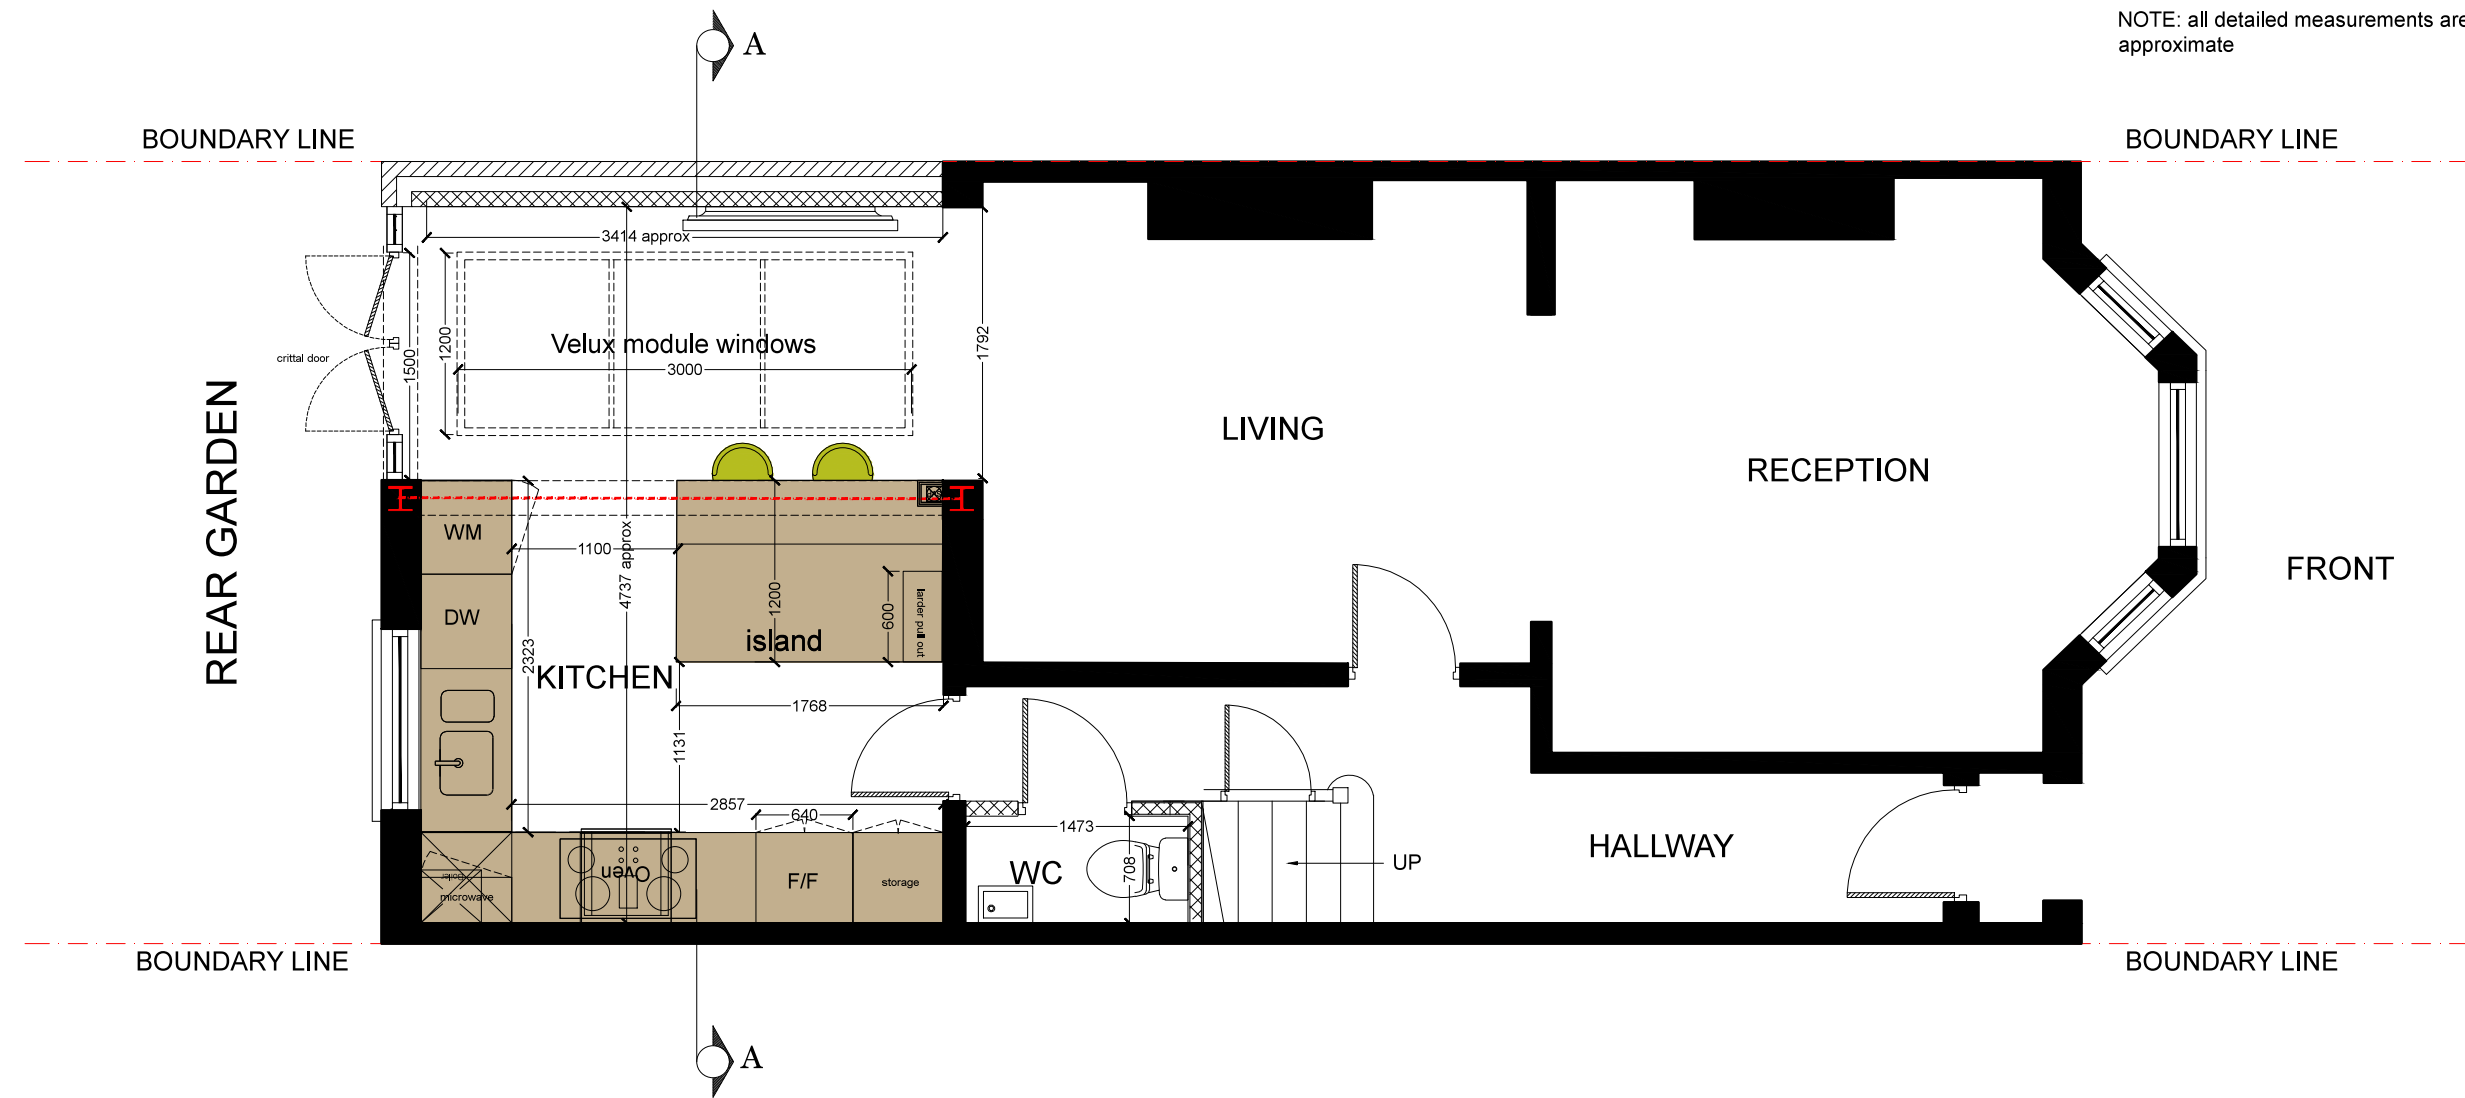 NOTE: all detailed measurements are
approximate
A
BOUNDARY LINE
BOUNDARY LINE
3414 approx
1200
1500
Velux module windows
3000
1792
crittal door
REAR GARDEN
LIVING
RECEPTION
FRONT
WM
1100
4737 approx
1200
600
larder pull out
DW
island
2323
KITCHEN
1768
1131
2857
640
1473
708
WC
UP
HALLWAY
Oven
F/F
storage
Boiler
microwave
BOUNDARY LINE
BOUNDARY LINE
A